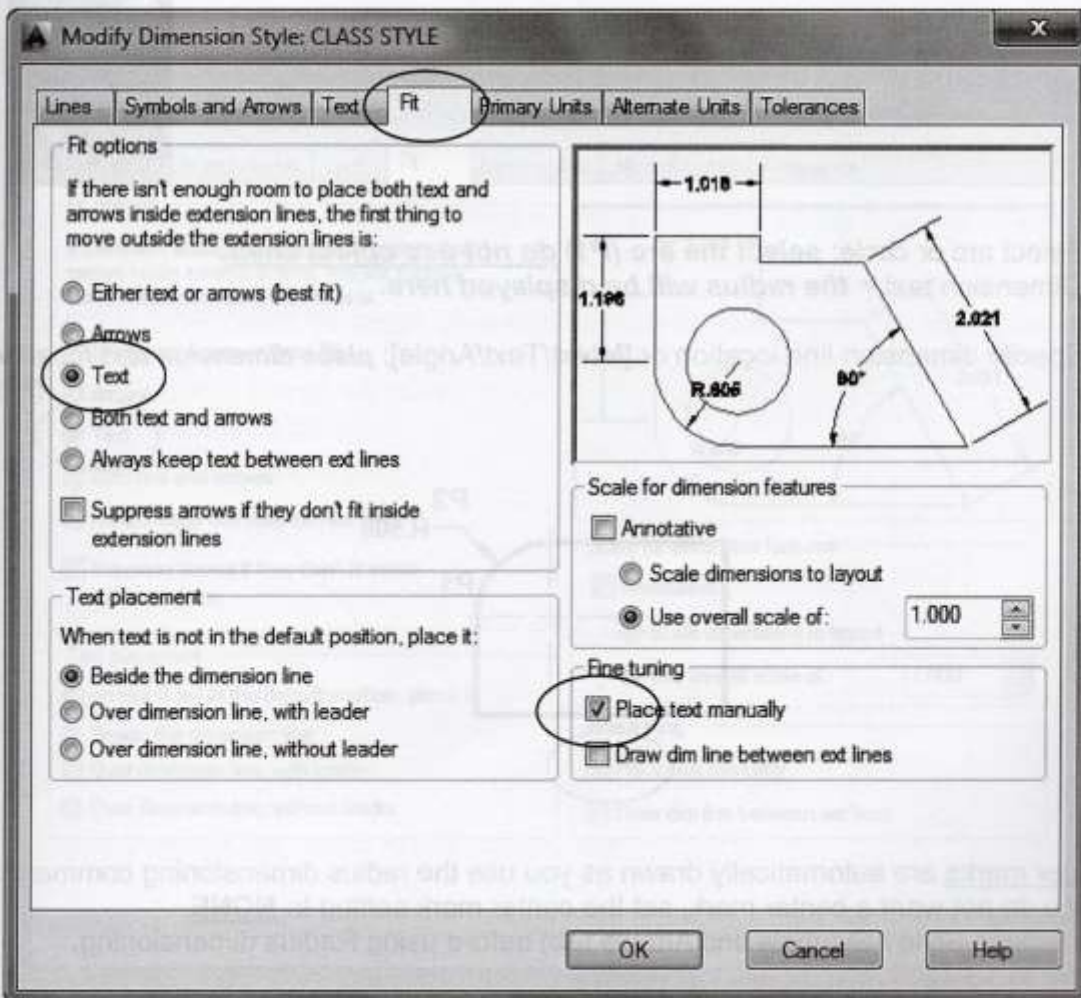 Modify Dimension Style: CLASS STYLE
X
Lines Symbols and Arrows Text Fit Primary Units Alternate Units Tolerances
Fit options
If there isn't enough room to place both text and
arrows inside extension lines, the first thing to
move outside the extension lines is:
Either text or arrows (best fit)
Arrows
Text
Both text and arrows
Always keep text between ext lines
Suppress arrows if they don't fit inside
extension lines
Text placement
When text is not in the default position, place it:
Beside the dimension line
Over dimension line, with leader
Over dimension line, without leader
1.196
2.021
Scale for dimension features
Annotative
Scale dimensions to layout
Use overall scale of: 1.000
Fine tuning
Place text manually
Draw dim line between ext lines
OK Cancel Help